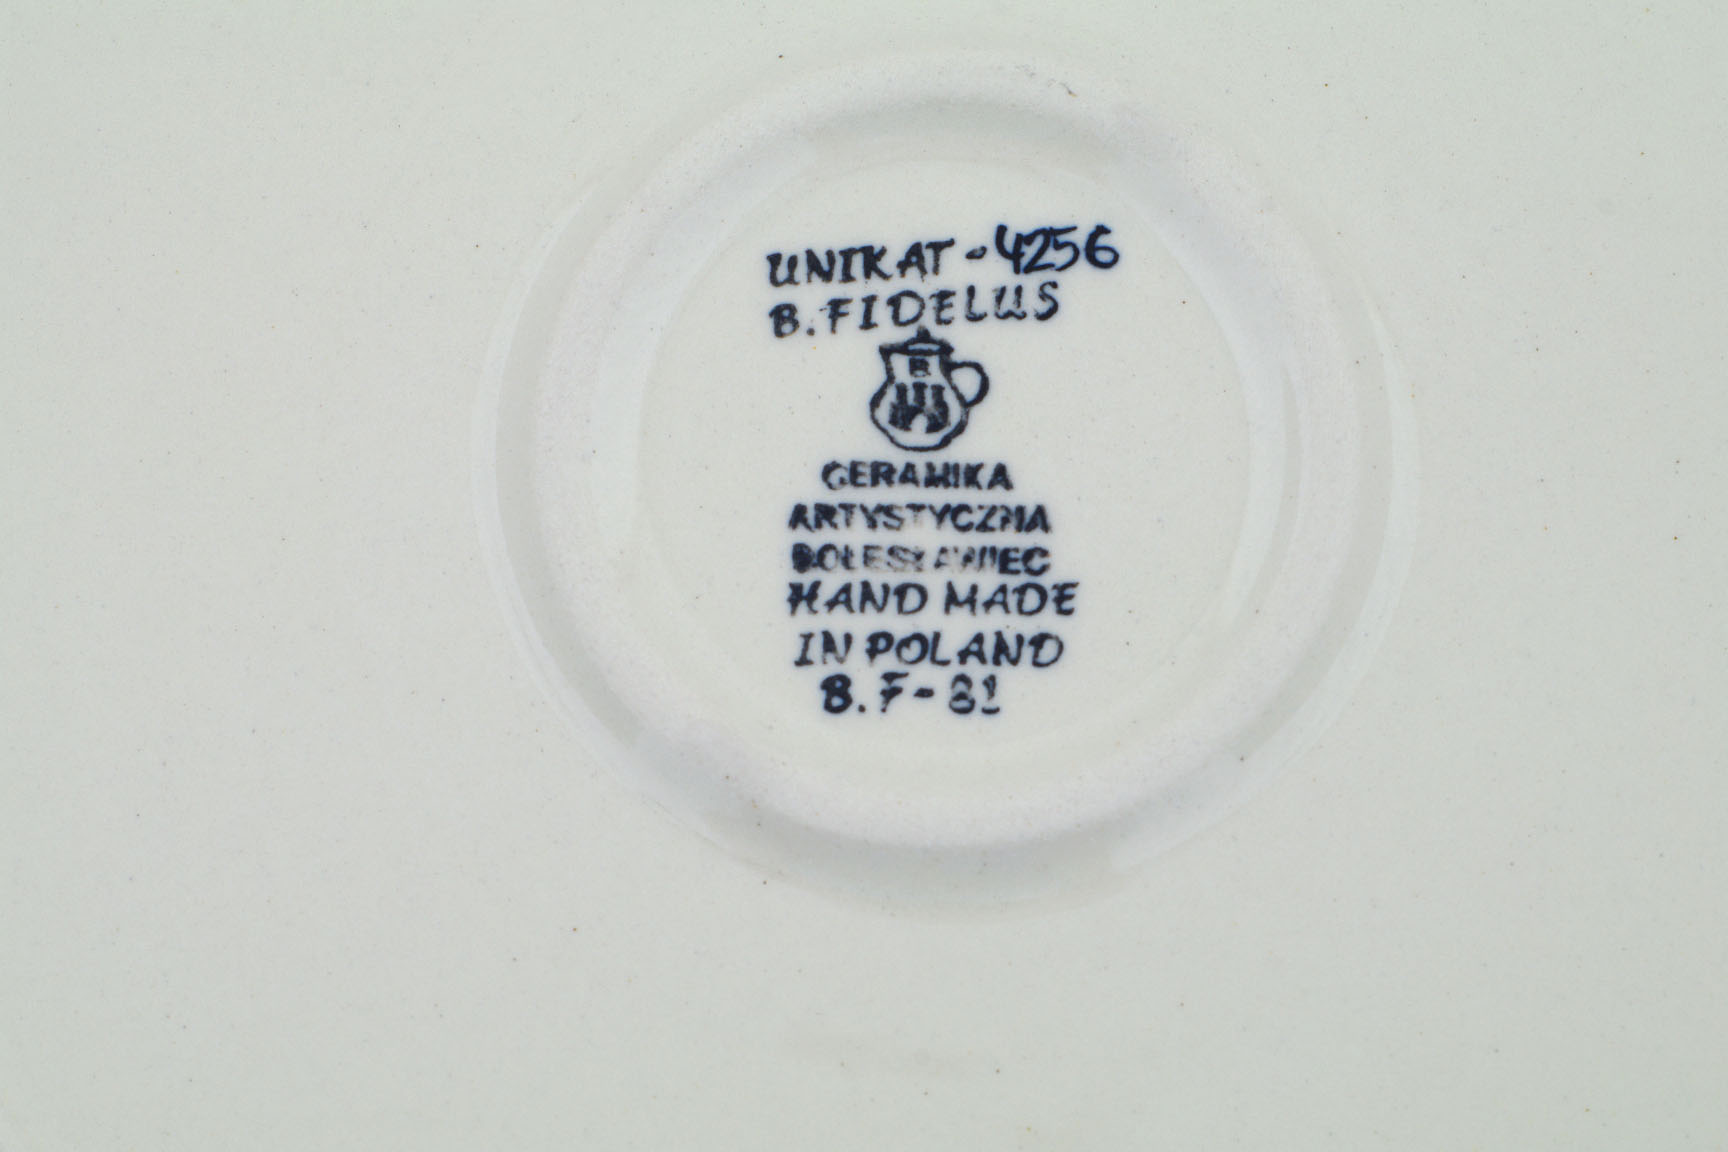 UNIKAT-4256
B. FIDELUS
B
CERAMIKA
ARTYSTYCZNA
BOLESŁAWIEC
HAND MADE
IN POLAND
B.F-81